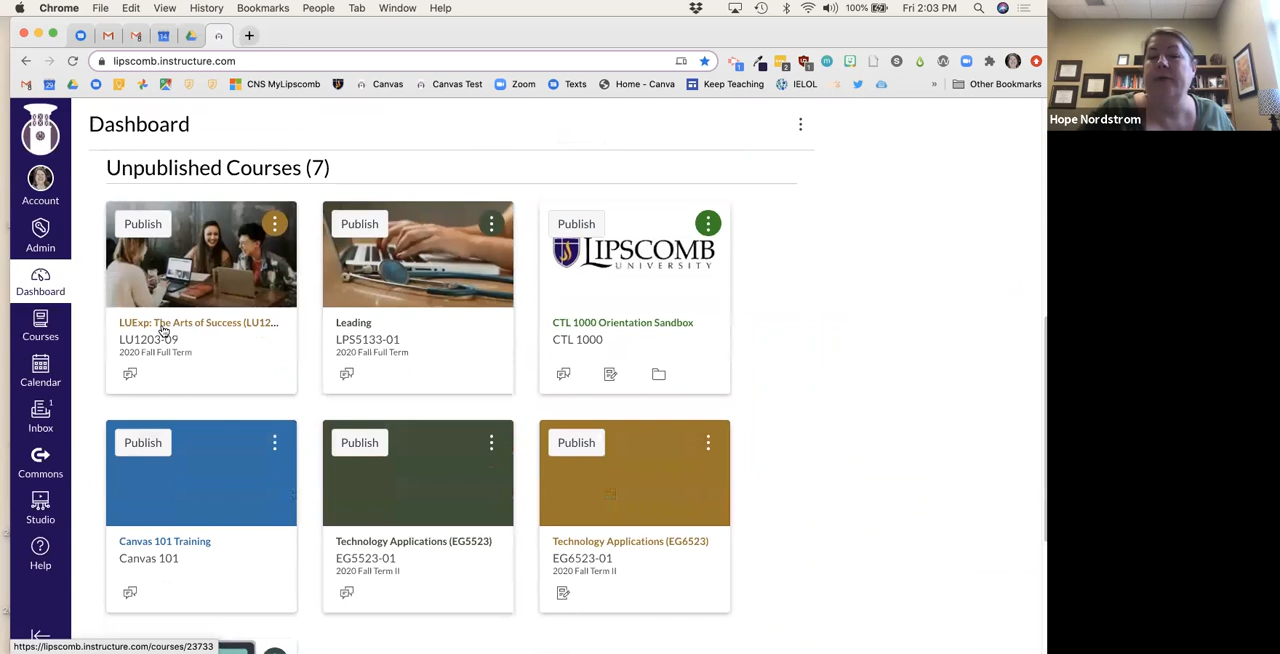 Chrome File Edit View History Bookmarks People Tab Window Help 100% Fri 2:03 PM
14
lipscomb.instructure.com
CNS MyLipscomb Canvas Canvas Test Zoom Texts Home - Canva Keep Teaching IELOL » Other Bookmarks
Hope Nordstrom
Account
Admin
Dashboard
Courses
Calendar
1
Inbox
Commons
Studio
Help
Dashboard
Unpublished Courses (7)
Publish
LUExp: The Arts of Success (LU12...
LU1203-09
2020 Fall Full Term
Publish
Leading
LPS5133-01
2020 Fall Full Term
Publish
LIPSCOMB
UNIVERSITY
CTL 1000 Orientation Sandbox
CTL 1000
Publish
Canvas 101 Training
Canvas 101
Publish
Technology Applications (EG5523)
EG5523-01
2020 Fall Term II
Publish
Technology Applications (EG6523)
EG6523-01
2020 Fall Term II
https://lipscomb.instructure.com/courses/23733